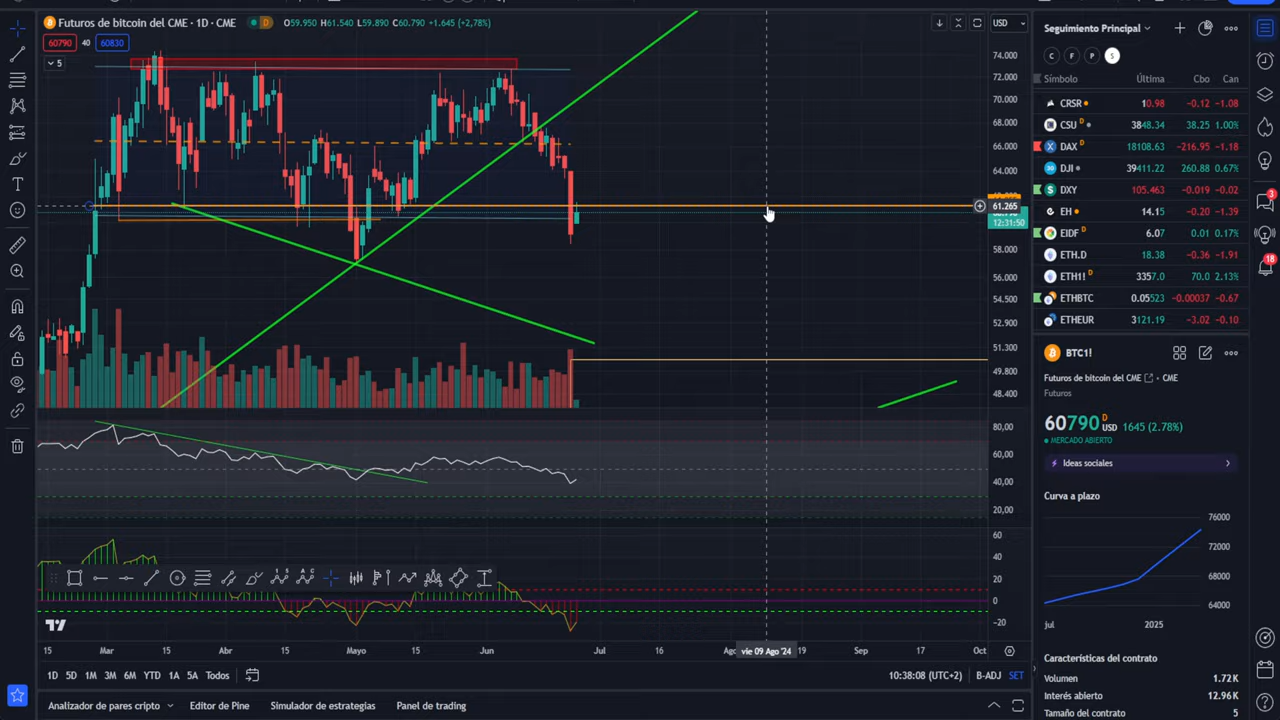 Futuros de bitcoin del CME · 1D · CME D O59.950 H61.540 L59.890 C60.790 +1.645 (+2,78%)
60790 40 60830
5
USD
74.000
72.000
70.000
68.000
66.000
64.000
61.265
12:31:50
58.000
56.000
54.500
52.900
51.300
49.800
48.400
80,00
60,00
40,00
20,00
60
40
20
0
−20
15 Mar 15 Abr 15 Mayo 15 Jun Jul 16 vie 09 Ago '24 19 Sep 17 Oct
1D 5D 1M 3M 6M YTD 1A 5A Todos
10:38:08 (UTC+2) B-ADJ SET
Analizador de pares cripto Editor de Pine Simulador de estrategias Panel de trading
Seguimiento Principal
C F P S
Símbolo Última Cbo Can
CRSR 10.98 -0.12 -1.08
CSU D 3848.34 38.25 1.00%
DAX D 18108.63 -216.95 -1.18
DJI 39411.22 260.88 0.67%
DXY 105.463 -0.019 -0.02
EH 14.15 -0.20 -1.39
EIDF D 6.07 0.01 0.17%
ETH.D 18.38 -0.36 -1.91
ETH1! D 3357.0 70.0 2.13%
ETHBTC 0.05523 -0.00037 -0.67
ETHEUR 3121.19 -3.02 -0.10
BTC1!
Futuros de bitcoin del CME • CME
Futuros
60790 D USD 1645 (2.78%)
MERCADO ABIERTO
Ideas sociales
Curva a plazo
76000
72000
68000
64000
jul 2025
Características del contrato
Volumen 1.72 K
Interés abierto 12.96 K
Tamaño del contrato 5
3
18